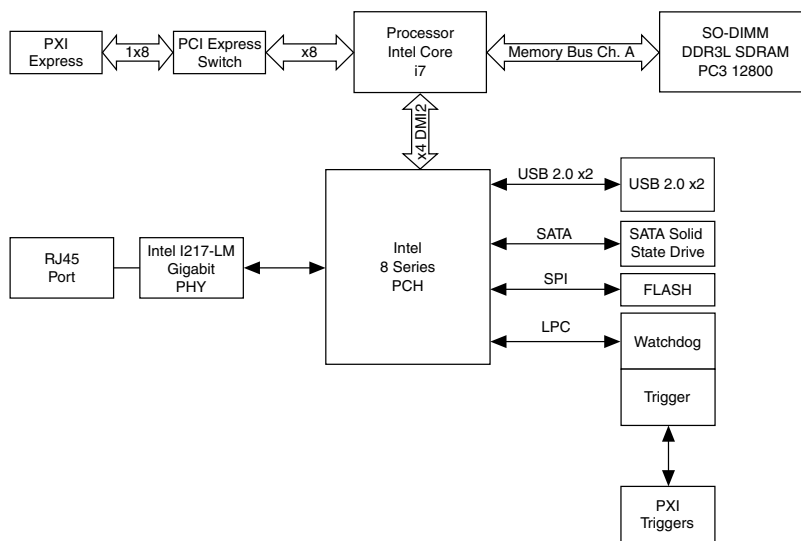 PXI
Express
1x8
PCI Express
Switch
x8
Processor
Intel Core
i7
Memory Bus Ch. A
SO-DIMM
DDR3L SDRAM
PC3 12800
x4 DMI2
RJ45
Port
Intel I217-LM
Gigabit
PHY
Intel
8 Series
PCH
USB 2.0 x2
USB 2.0 x2
SATA
SATA Solid
State Drive
SPI
FLASH
LPC
Watchdog
Trigger
PXI
Triggers